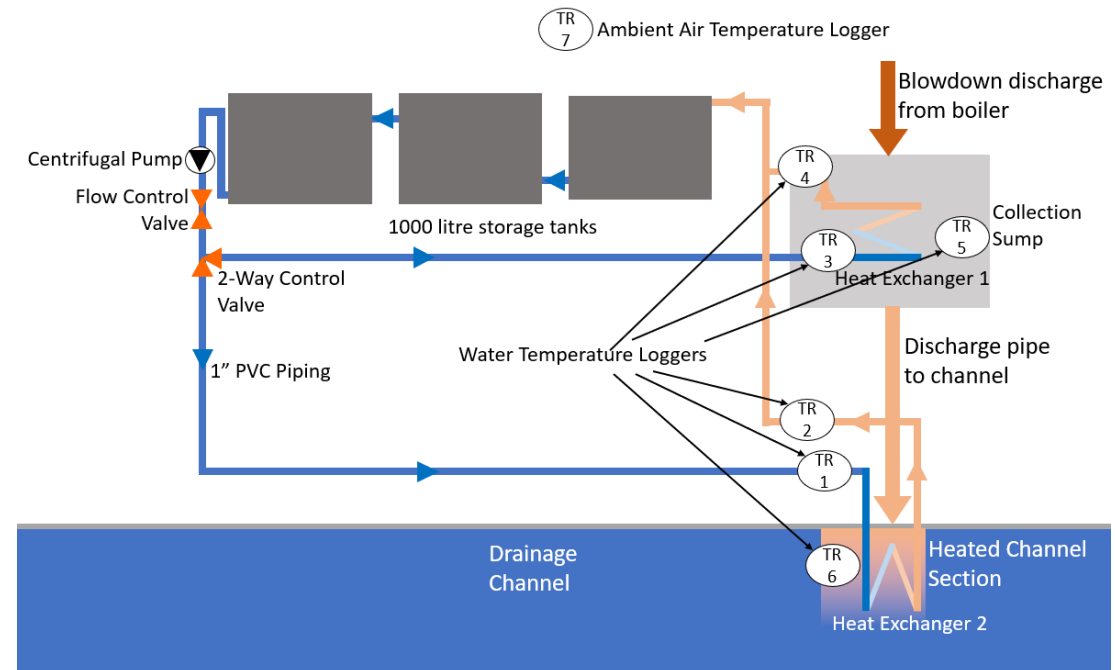 TR
7
Ambient Air Temperature Logger
Blowdown discharge
from boiler
Centrifugal Pump
Flow Control
Valve
1000 litre storage tanks
TR
4
Collection
Sump
TR
5
TR
3
Heat Exchanger 1
2-Way Control
Valve
Water Temperature Loggers
Discharge pipe
to channel
1” PVC Piping
TR
2
TR
1
Drainage
Channel
TR
6
Heated Channel
Section
Heat Exchanger 2